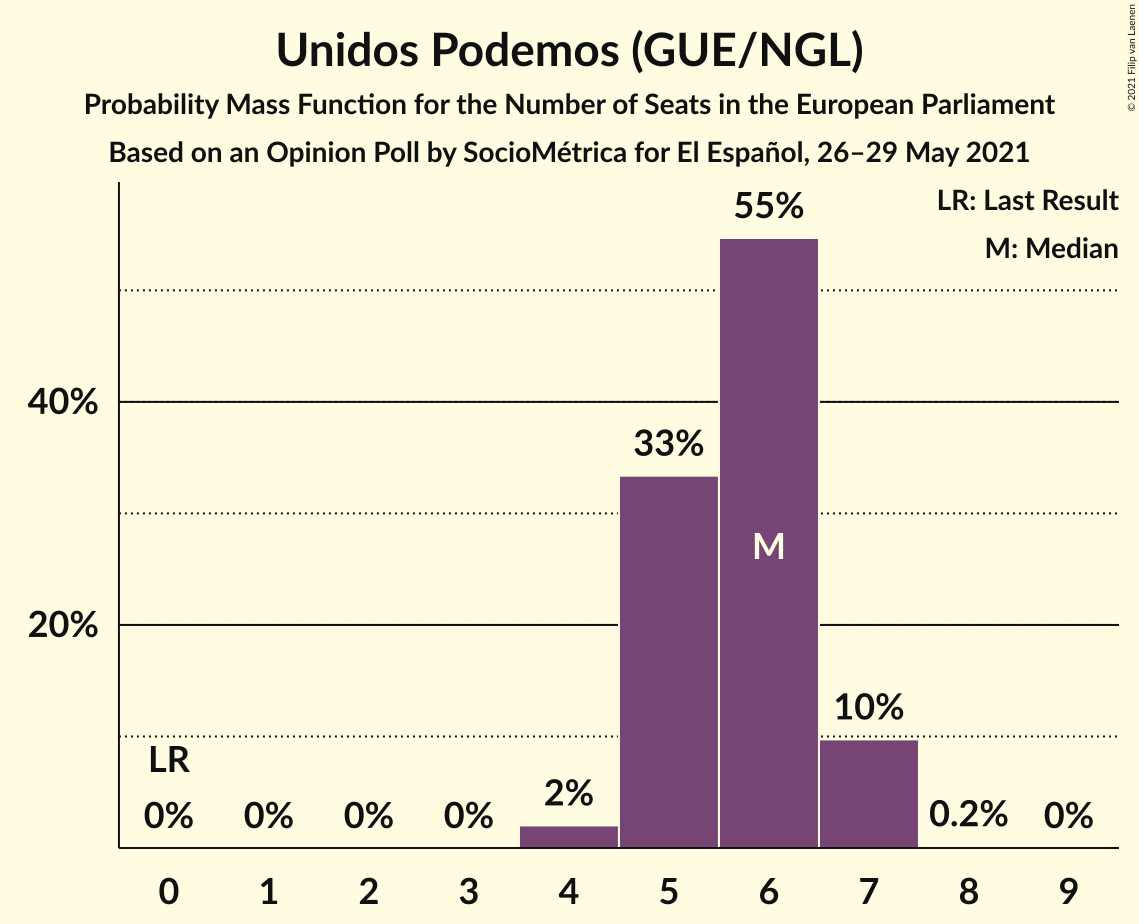 Unidos Podemos (GUE/NGL)
Probability Mass Function for the Number of Seats in the European Parliament
Based on an Opinion Poll by SocioMétrica for El Español, 26–29 May 2021
© 2021 Filip van Laenen
LR: Last Result
M: Median
55%
40%
33%
M
20%
10%
LR
2%
0% 0% 0% 0% 0.2% 0%
0 1 2 3 4 5 6 7 8 9